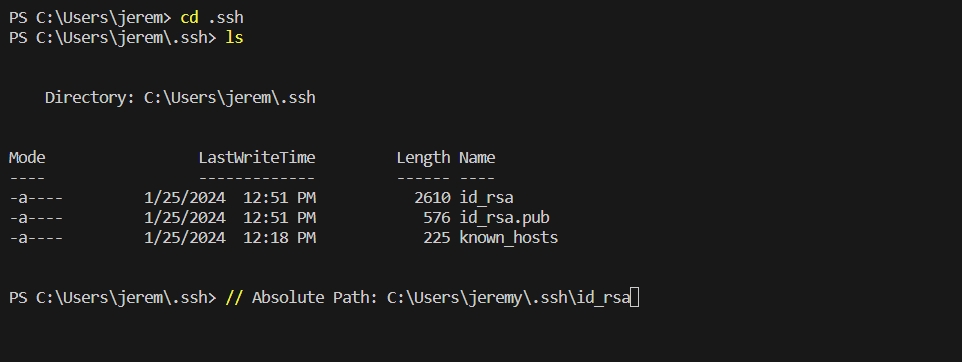 PS C:\Users\jerem> cd .ssh
PS C:\Users\jerem\.ssh> ls
Directory: C:\Users\jerem\.ssh
Mode LastWriteTime Length Name
---- ------------- ------ ----
-a---- 1/25/2024 12:51 PM 2610 id_rsa
-a---- 1/25/2024 12:51 PM 576 id_rsa.pub
-a---- 1/25/2024 12:18 PM 225 known_hosts
PS C:\Users\jerem\.ssh> // Absolute Path: C:\Users\jeremy\.ssh\id_rsa